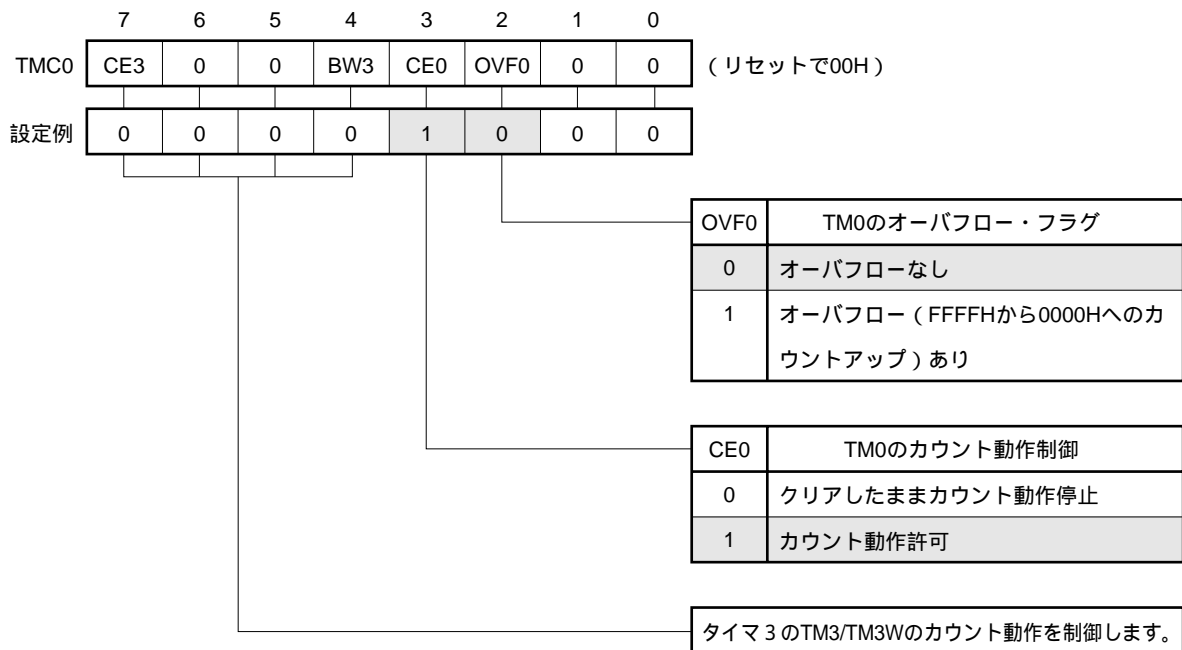 7 6 5 4 3 2 1 0
TMC0 CE3 0 0 BW3 CE0 OVF0 0 0 （リセットで00H）
設定例 0 0 0 0 1 0 0 0
OVF0 TM0のオーバフロー・フラグ
0 オーバフローなし
1 オーバフロー（FFFFHから0000Hへのカ
ウントアップ）あり
CE0 TM0のカウント動作制御
0 クリアしたままカウント動作停止
1 カウント動作許可
タイマ３のTM3/TM3Wのカウント動作を制御します。